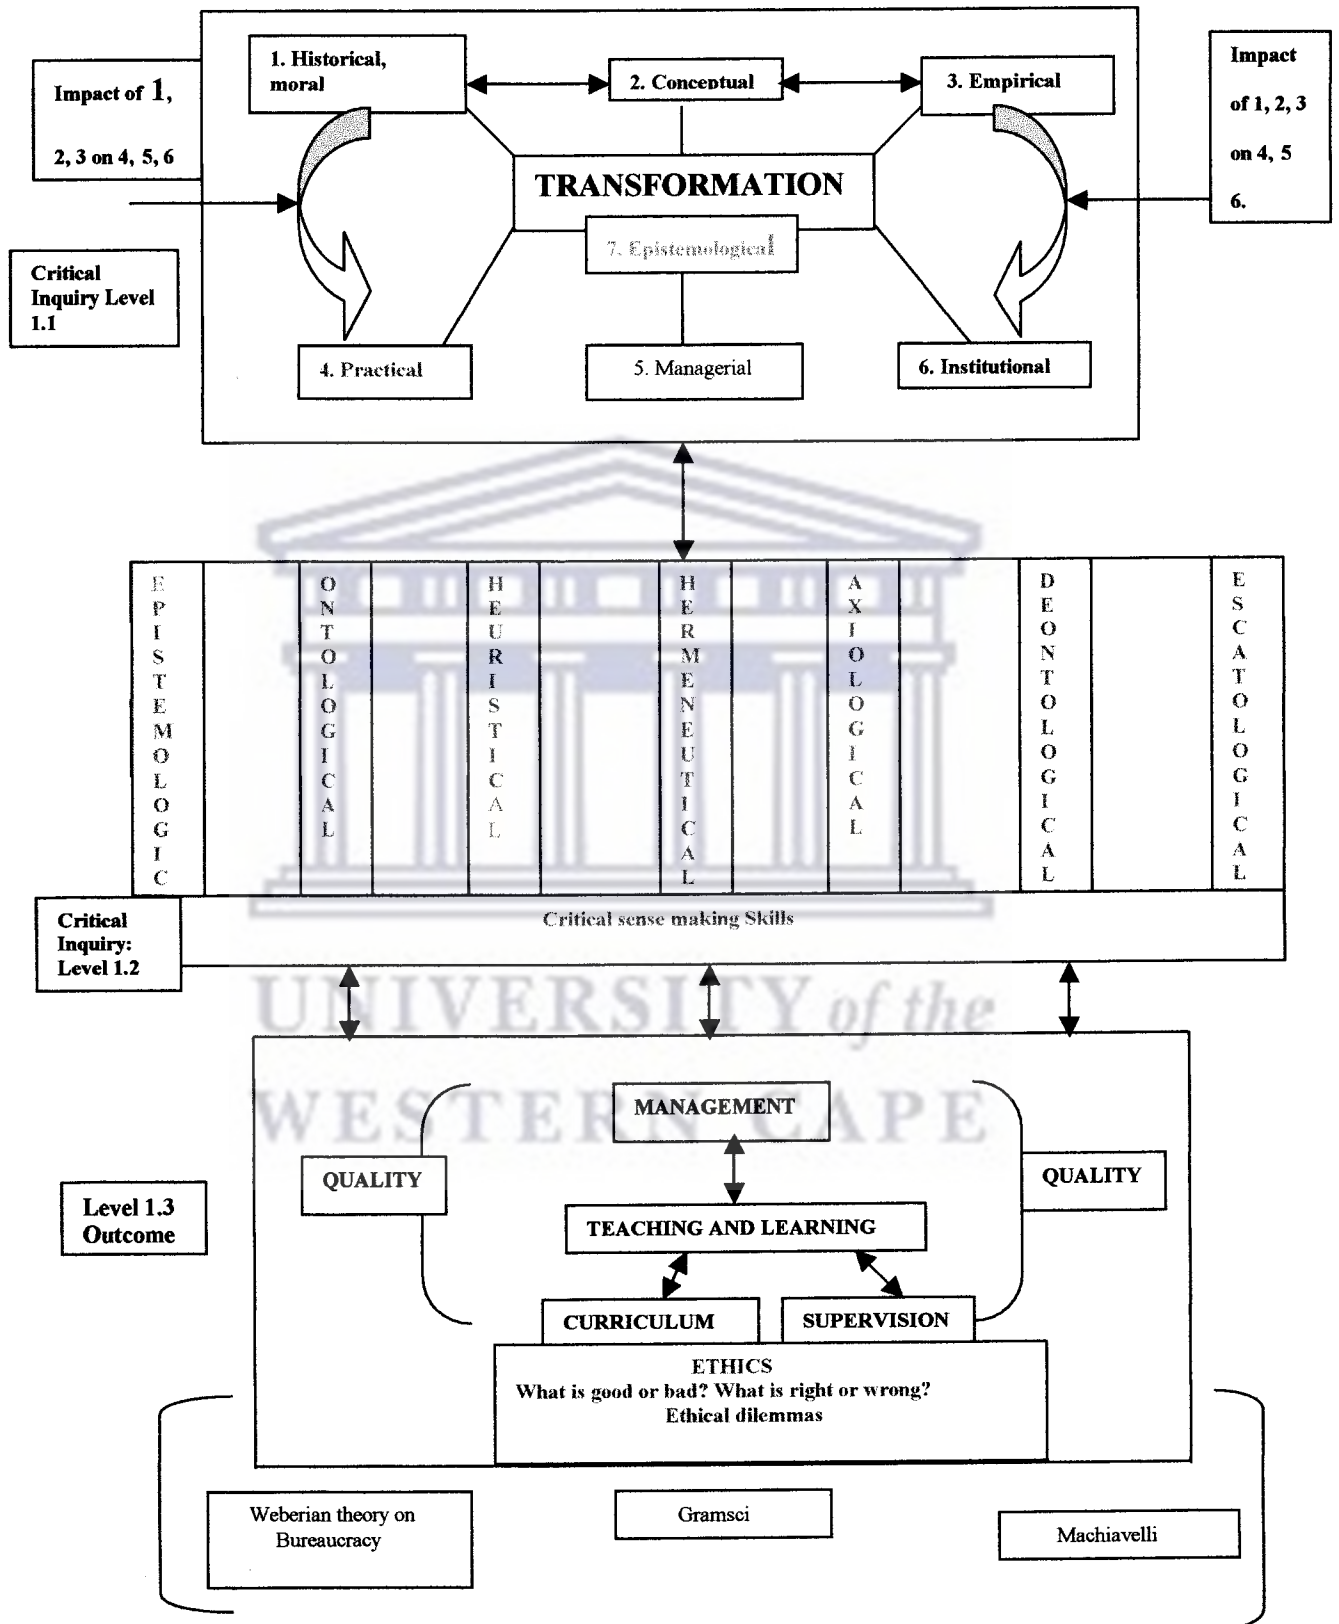 1. Historical,
moral
2. Conceptual
3. Empirical
Impact of 1,
2, 3 on 4, 5, 6
Impact
of 1, 2, 3
on 4, 5
6.
TRANSFORMATION
7. Epistemological
Critical
Inquiry Level
1.1
4. Practical
5. Managerial
6. Institutional
EPISTEMOLOGIC
ONTOLOGICAL
HEURISTICAL
HERMENEUTICAL
AXIOLOGICAL
DEONTOLOGICAL
ESCATOLOGICAL
Critical
Inquiry:
Level 1.2
Critical sense making Skills
UNIVERSITY of the
WESTERN CAPE
MANAGEMENT
QUALITY
QUALITY
Level 1.3
Outcome
TEACHING AND LEARNING
CURRICULUM
SUPERVISION
ETHICS
What is good or bad? What is right or wrong?
Ethical dilemmas
Weberian theory on
Bureaucracy
Gramsci
Machiavelli